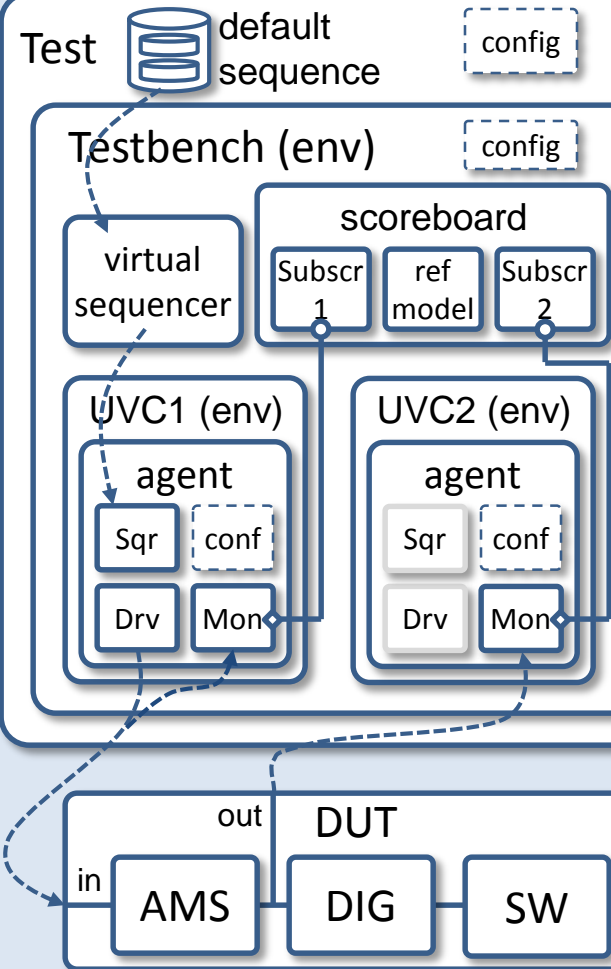 Test
default
sequence
config
Testbench (env)
config
virtual
sequencer
scoreboard
Subscr
1
ref
model
Subscr
2
UVC1 (env)
agent
Sqr
conf
Drv
Mon
UVC2 (env)
agent
Sqr
conf
Drv
Mon
out
DUT
in
AMS
DIG
SW